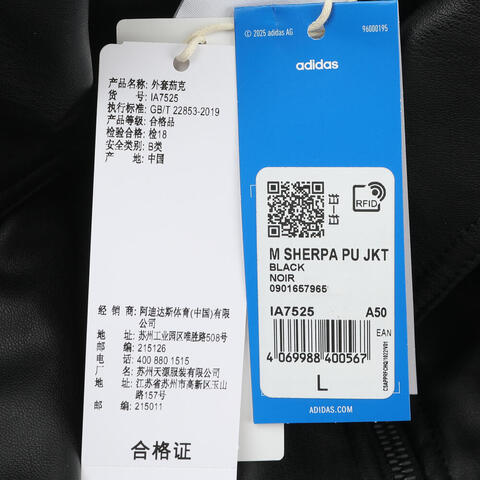 产品名称: 外套茄克
货 号: IA7525
执行标准: GB/T 22853-2019
产品等级: 合格品
检验合格: 检18
安全类别: B类
产 地: 中国
经 销 商: 阿迪达斯体育(中国)有限
公司
地 址: 苏州工业园区唯胜路508号
邮 编: 215126
电 话: 400 880 1515
厂 名: 苏州天源服装有限公司
地 址: 江苏省苏州市吴中区玉山
路157号
邮 编: 215011
合格证
© 2025 adidas AG
96000195
adidas
RFID
M SHERPA PU JKT
BLACK
NOIR
0901657965
IA7525 A50
EAN
4 069988 400567
L
ADIDAS.COM